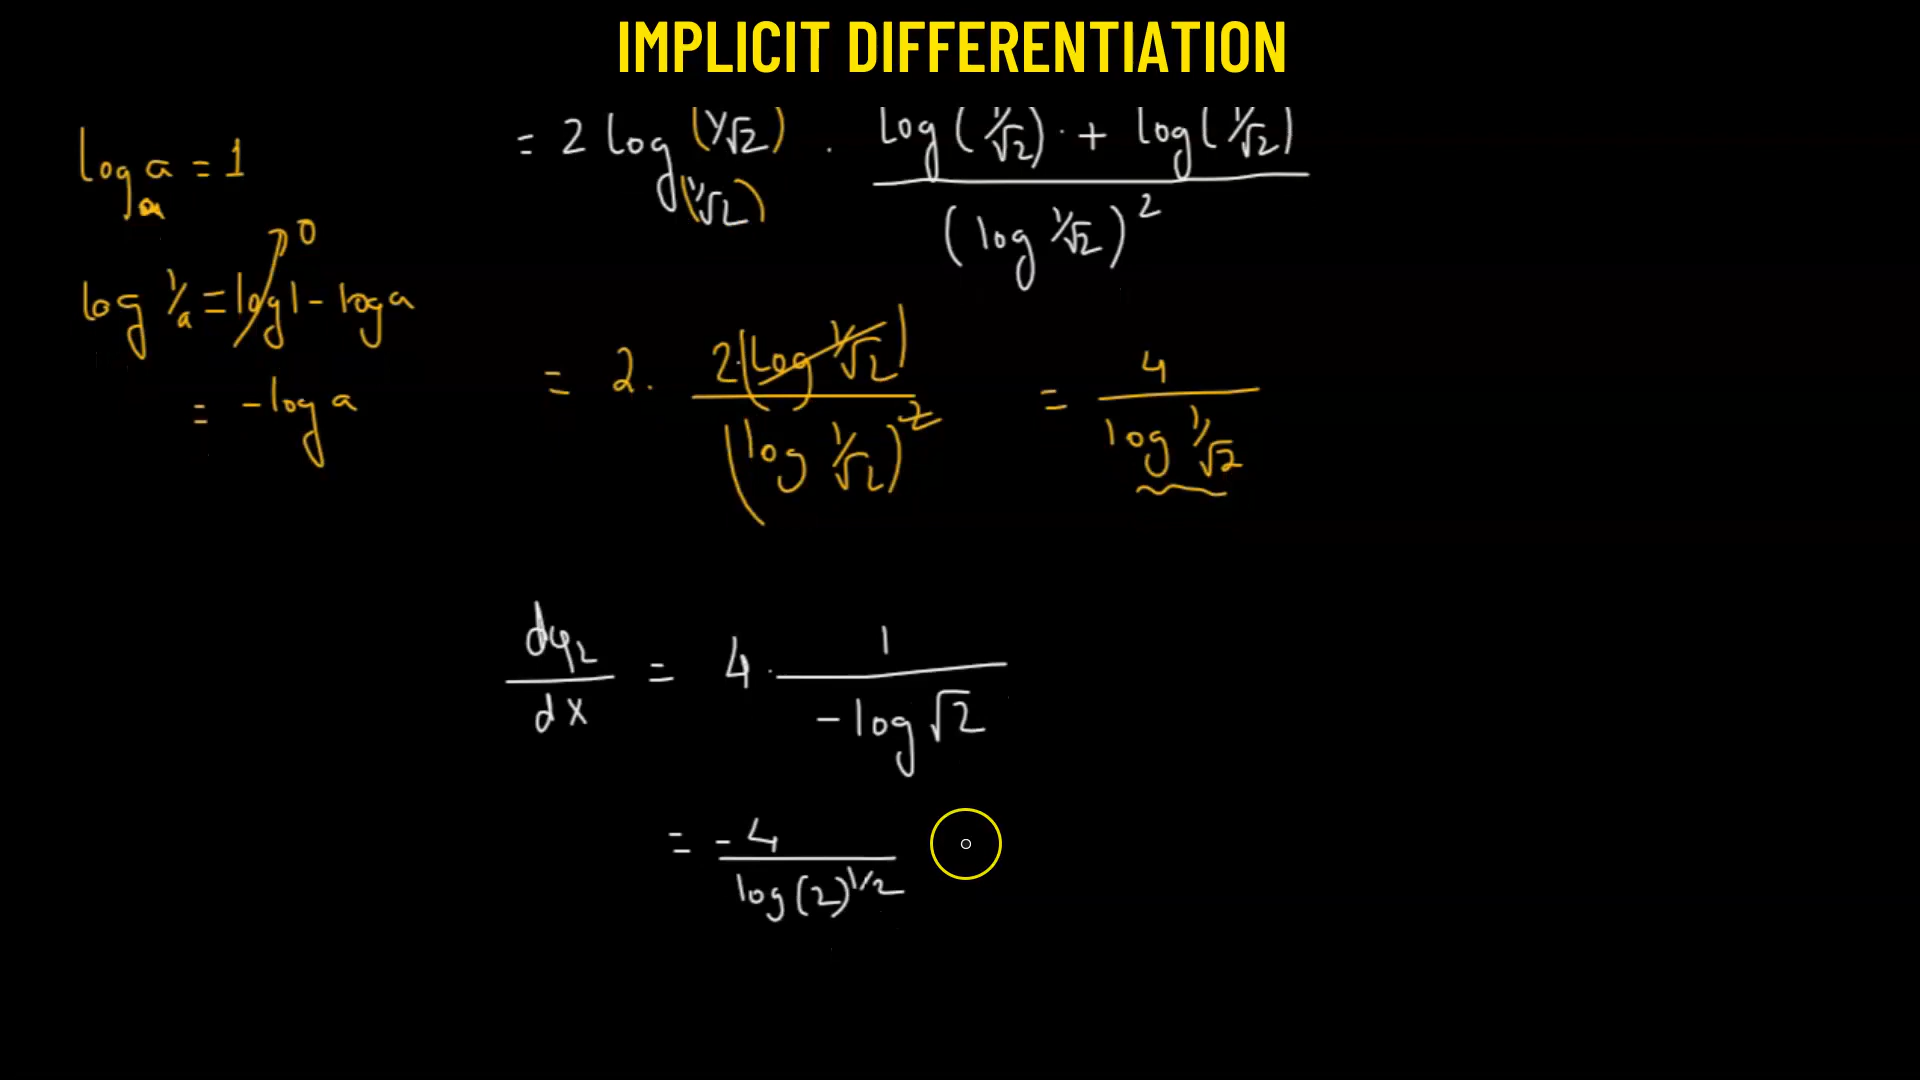 IMPLICIT DIFFERENTIATION
log_a a = 1
log 1/a = log 1 - log a
0
= - log a
= 2 log_(1/√2) (1/√2) . (log(1/√2) · + log(1/√2)) / (log 1/√2)^2
= 2 . 2·(log 1/√2) / (log 1/√2)^2 = 4 / log 1/√2
dy_2/dx = 4 · 1 / (- log √2)
= -4 / log(2)^1/2